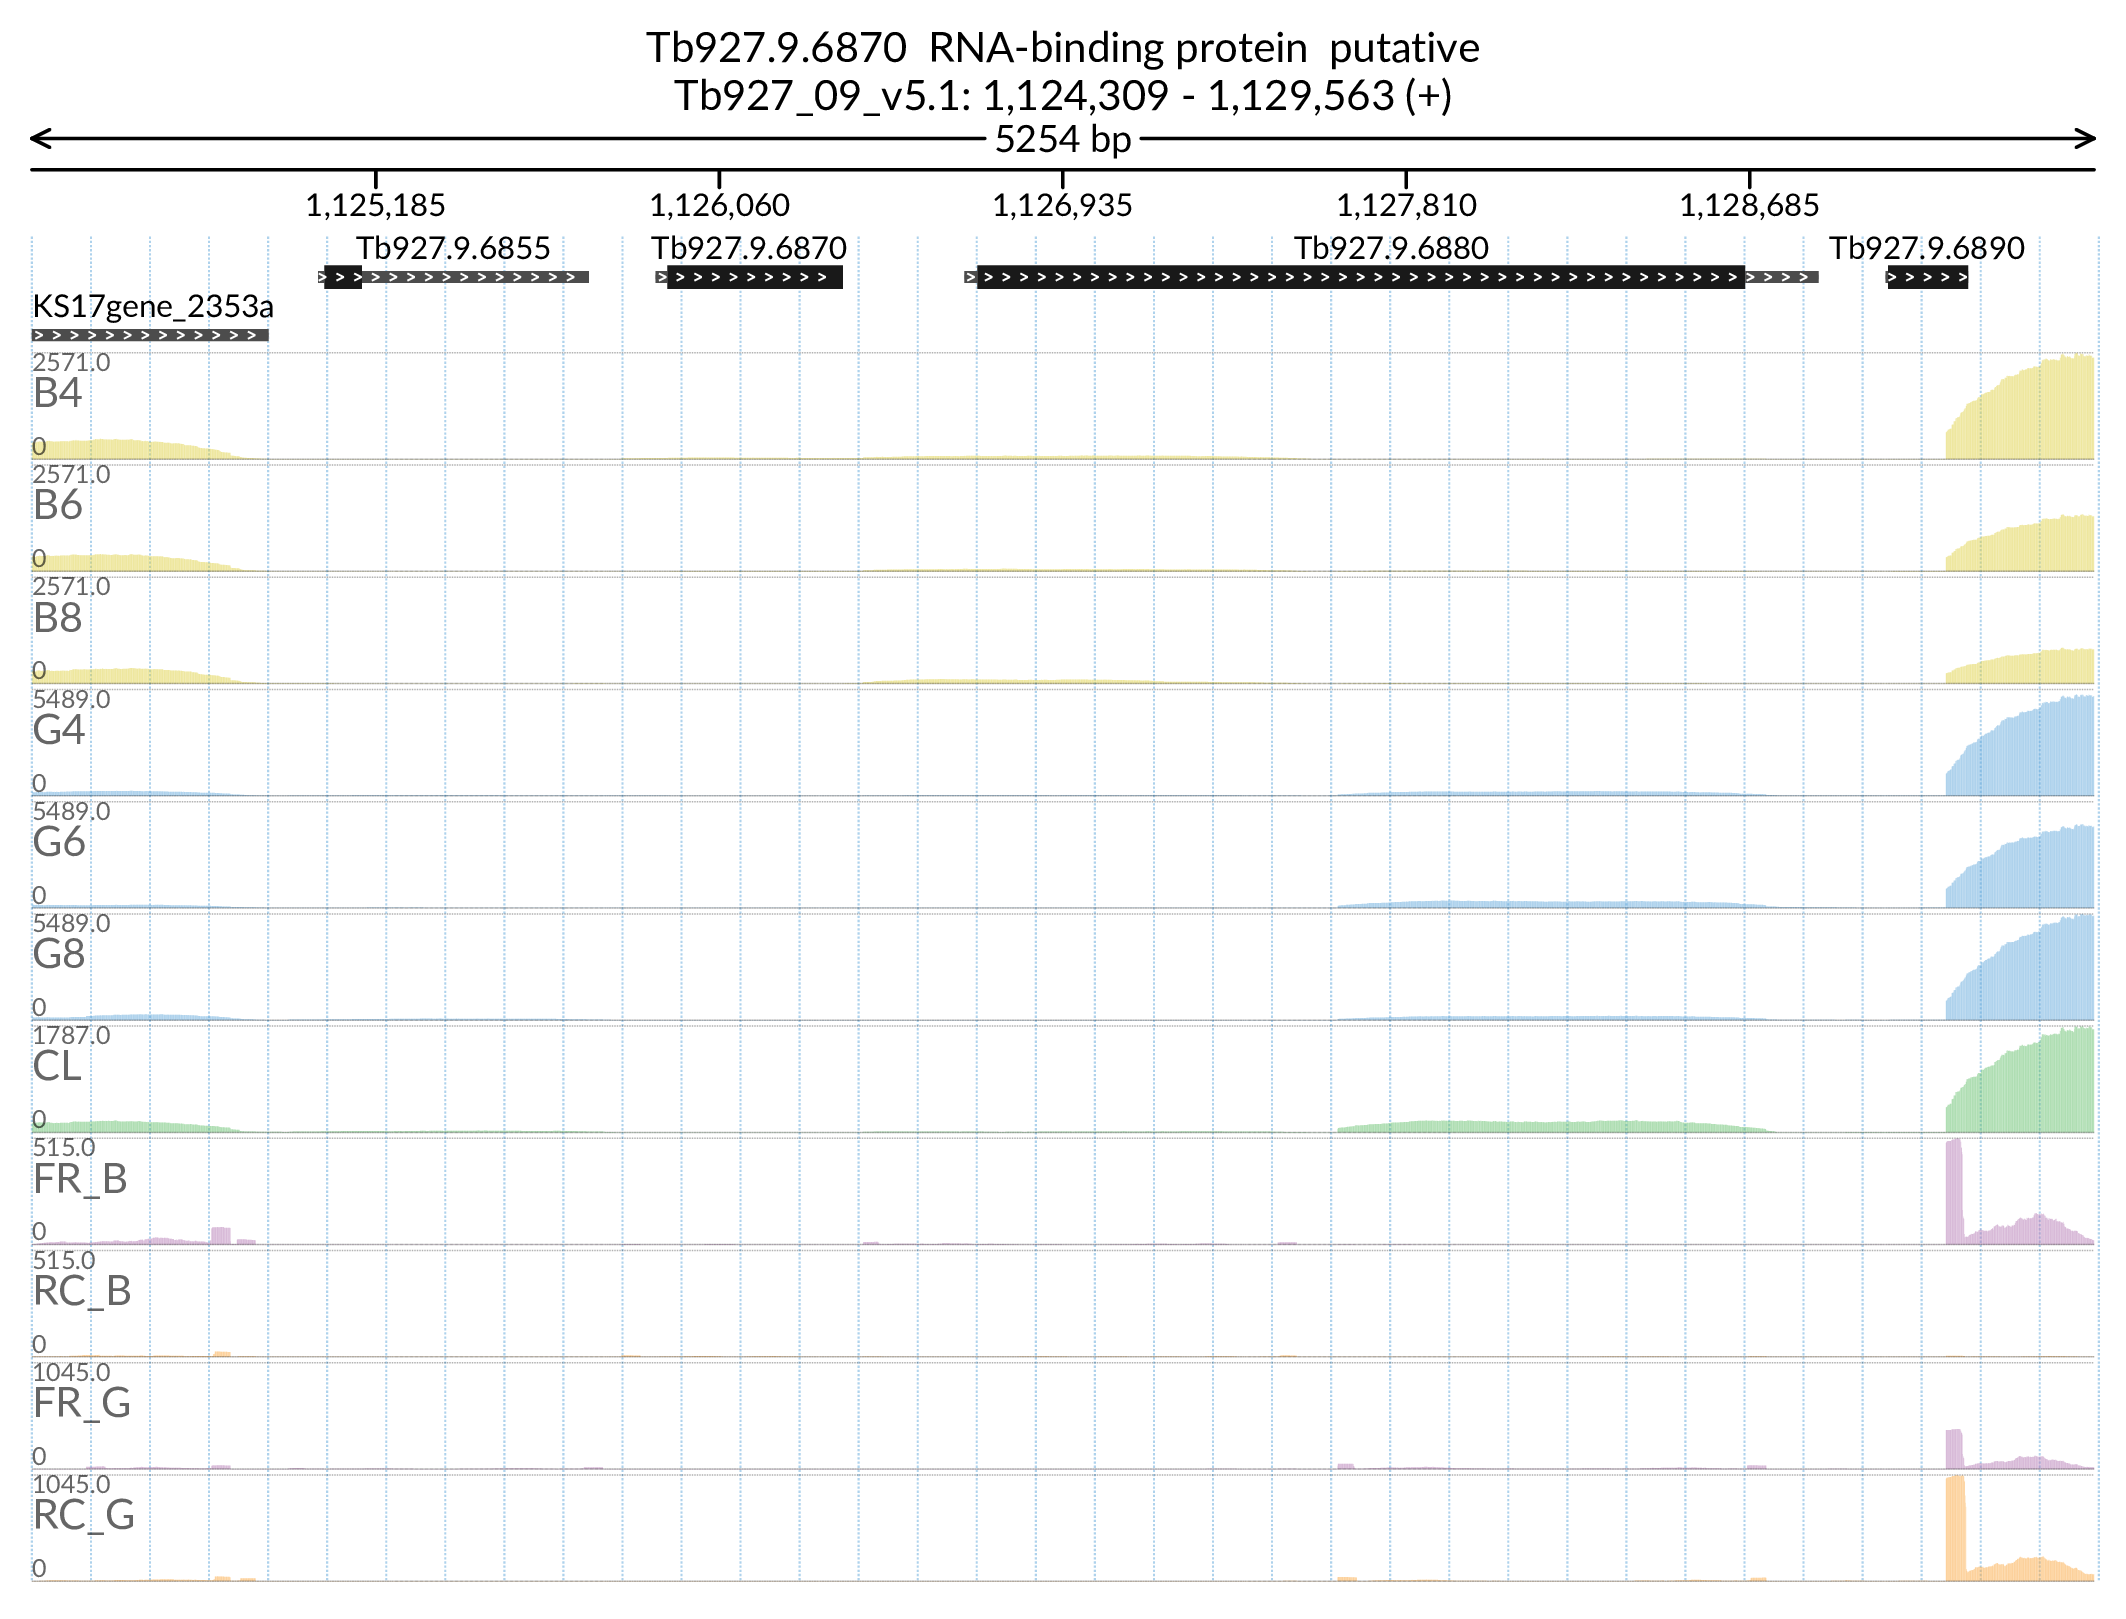 Tb927.9.6870 RNA-binding protein putative
Tb927_09_v5.1: 1,124,309 - 1,129,563 (+)
5254 bp
1,125,185 1,126,060 1,126,935 1,127,810 1,128,685
Tb927.9.6855 Tb927.9.6870 Tb927.9.6880 Tb927.9.6890
KS17gene_2353a
2571.0
B4
0
2571.0
B6
0
2571.0
B8
0
5489.0
G4
0
5489.0
G6
0
5489.0
G8
0
1787.0
CL
0
515.0
FR_B
0
515.0
RC_B
0
1045.0
FR_G
0
1045.0
RC_G
0